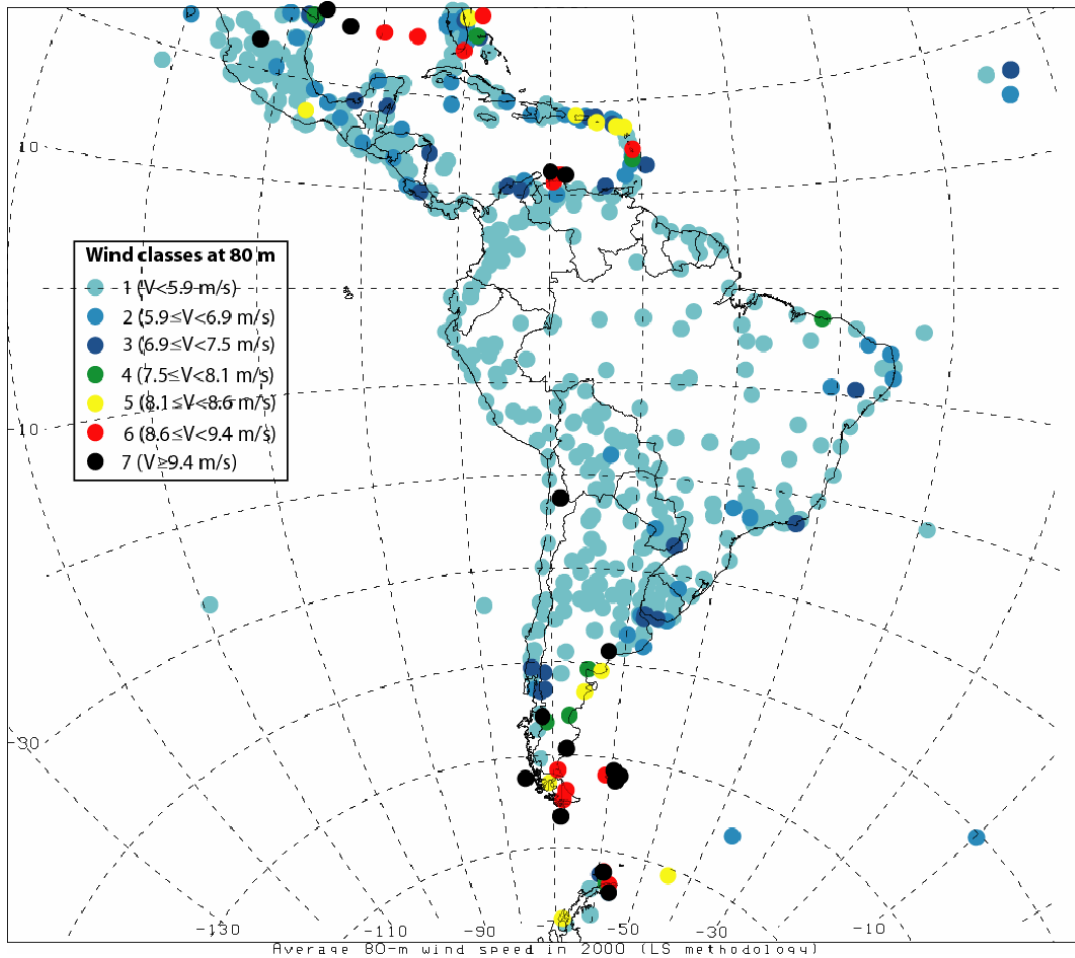 10
Wind classes at 80 m
1 (V<5.9 m/s)
2 (5.9≤V<6.9 m/s)
3 (6.9≤V<7.5 m/s)
4 (7.5≤V<8.1 m/s)
5 (8.1≤V<8.6 m/s)
6 (8.6≤V<9.4 m/s)
7 (V≥9.4 m/s)
-10
-30
-130 -110 -90 -50 -30 -10
Average 80-m wind speed in 2000 (LS methodology)